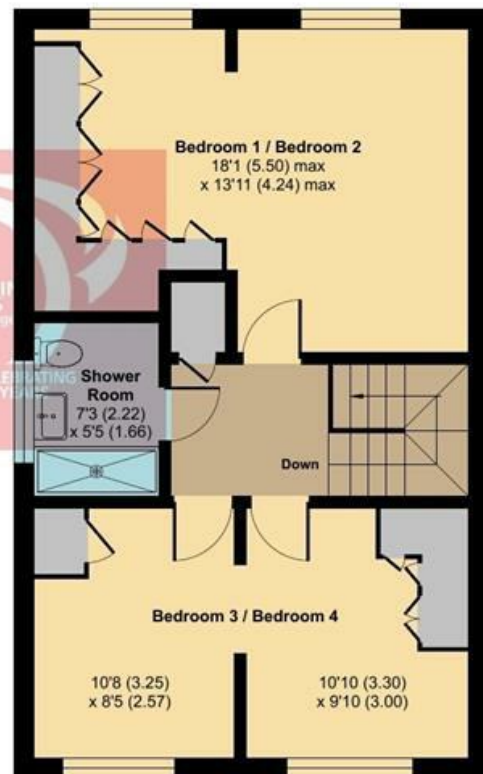 Bedroom 1 / Bedroom 2
18'1 (5.50) max
x 13'11 (4.24) max
Shower
Room
7'3 (2.22)
x 5'5 (1.66)
Down
Bedroom 3 / Bedroom 4
10'8 (3.25)
x 8'5 (2.57)
10'10 (3.30)
x 9'10 (3.00)